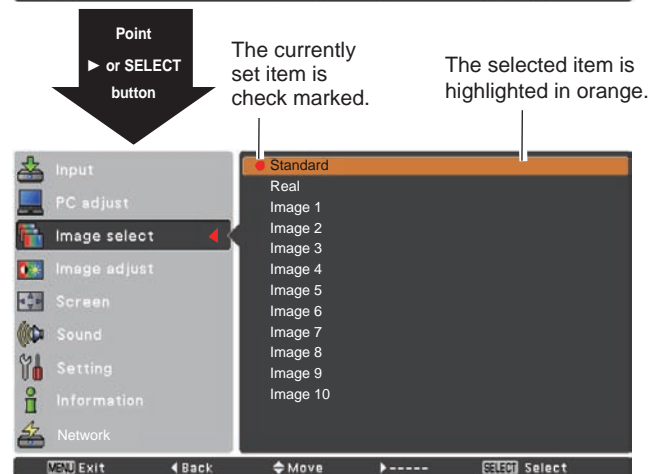 Point
► or SELECT
button
The currently
set item is
check marked.
The selected item is
highlighted in orange.
Input
PC adjust
Image select
Image adjust
Screen
Sound
Setting
Information
Network
Standard
Real
Image 1
Image 2
Image 3
Image 4
Image 5
Image 6
Image 7
Image 8
Image 9
Image 10
MENU Exit ◄Back Move ►----- SELECT Select